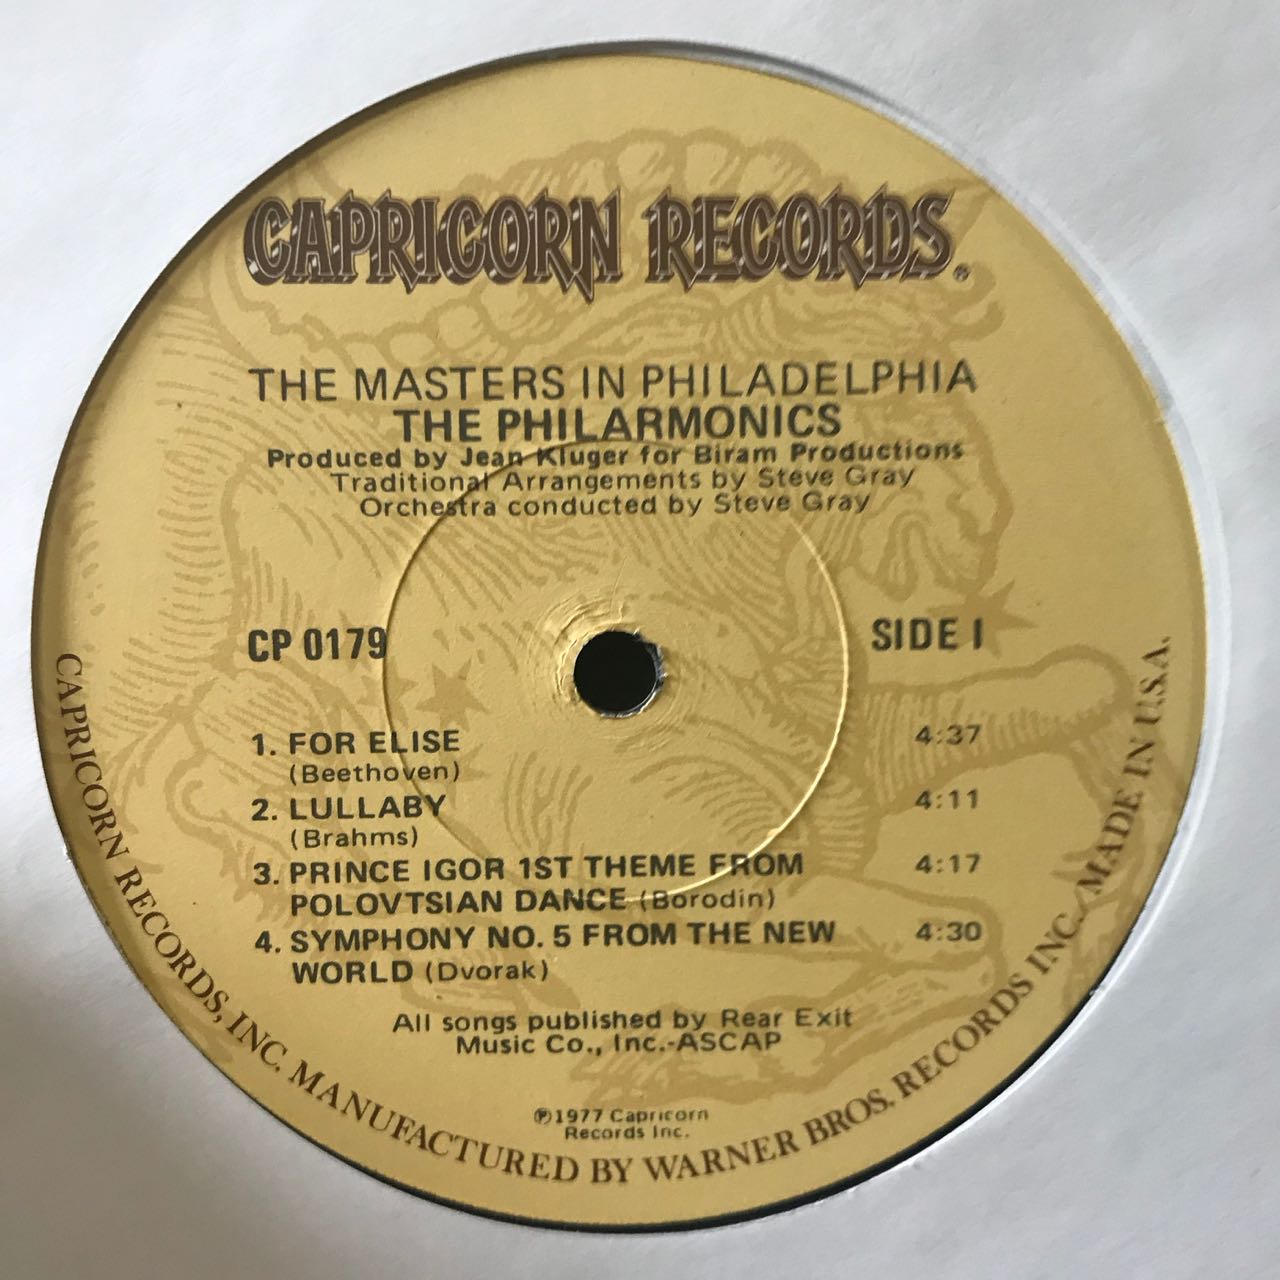 CAPRICORN RECORDS®
THE MASTERS IN PHILADELPHIA
THE PHILARMONICS
Produced by Jean Kluger for Biram Productions
Traditional Arrangements by Steve Gray
Orchestra conducted by Steve Gray
CP 0179
SIDE I
1. FOR ELISE 4:37
(Beethoven)
2. LULLABY 4:11
(Brahms)
3. PRINCE IGOR 1ST THEME FROM 4:17
POLOVTSIAN DANCE (Borodin)
4. SYMPHONY NO. 5 FROM THE NEW 4:30
WORLD (Dvorak)
All songs published by Rear Exit
Music Co., Inc.-ASCAP
℗1977 Capricorn
Records Inc.
CAPRICORN RECORDS, INC. MANUFACTURED BY WARNER BROS. RECORDS INC./MADE IN U.S.A.